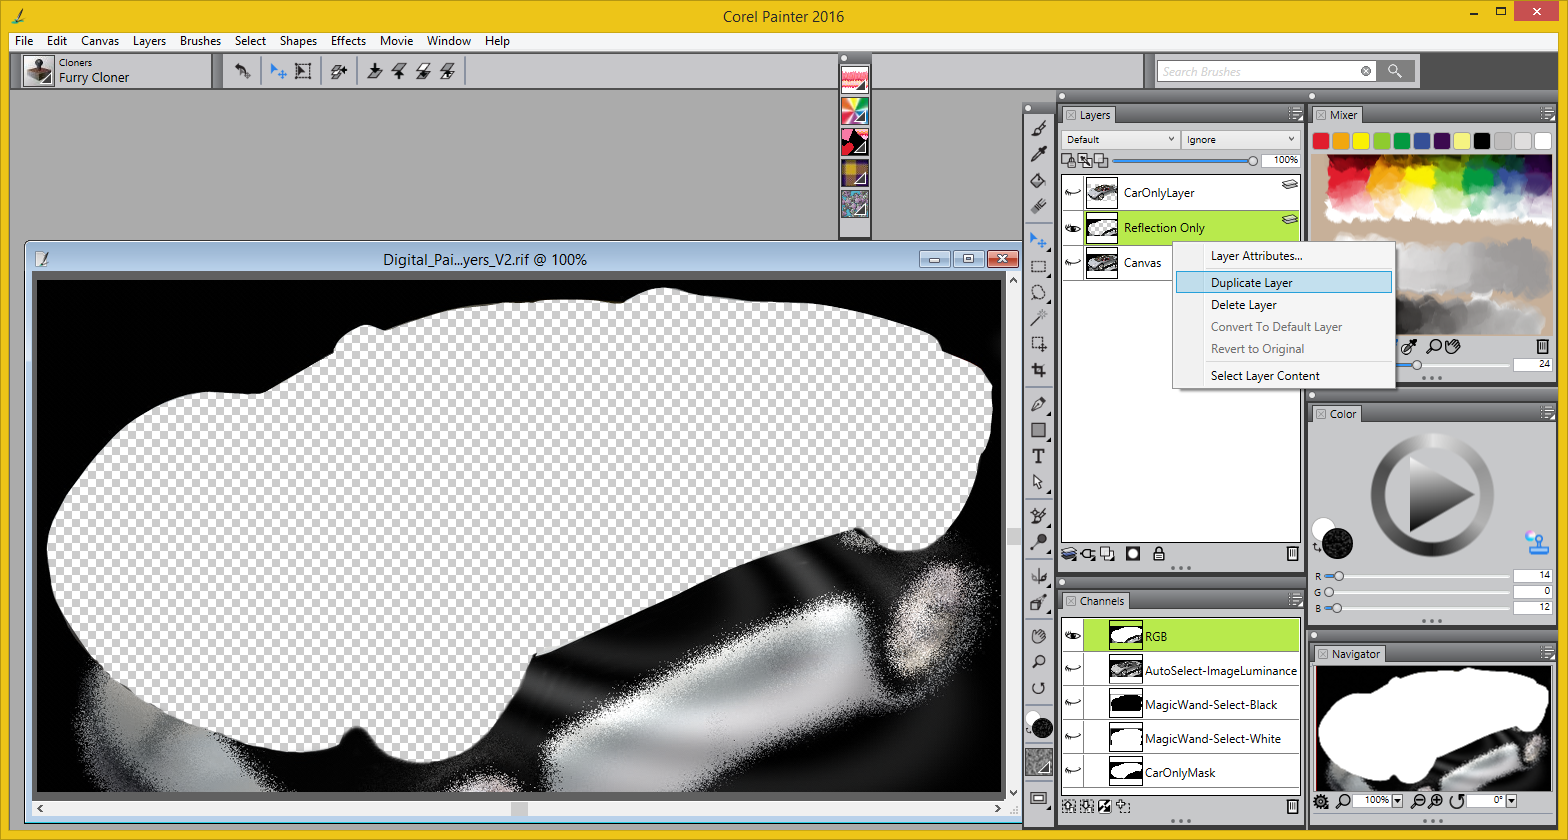 Corel Painter 2016
File Edit Canvas Layers Brushes Select Shapes Effects Movie Window Help
Cloners
Furry Cloner
Search Brushes
Layers
Default Ignore
100%
CarOnlyLayer
Reflection Only
Canvas
Layer Attributes...
Duplicate Layer
Delete Layer
Convert To Default Layer
Revert to Original
Select Layer Content
Mixer
24
Digital_Pai...yers_V2.rif @ 100%
T
Color
R 14
G 0
B 12
Channels
RGB
AutoSelect-ImageLuminance
MagicWand-Select-Black
MagicWand-Select-White
CarOnlyMask
Navigator
100% 0°